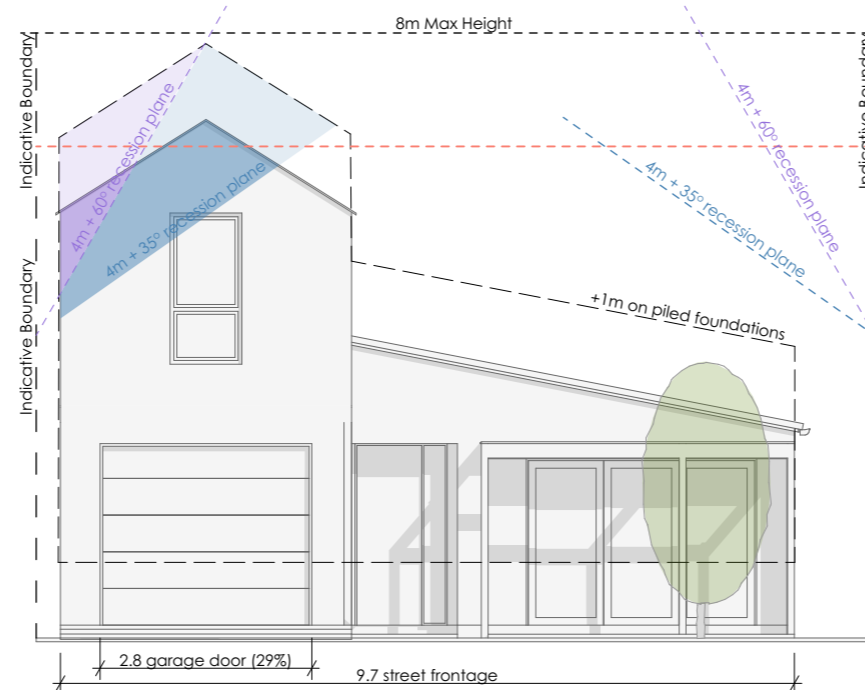 8m Max Height
Indicative Boundary
Indicative Boundary
4m + 60° recession plane
4m + 35° recession plane
4m + 60° recession plane
4m + 35° recession plane
Indicative Boundary
Indicative Boundary
+1m on piled foundations
2.8 garage door (29%)
9.7 street frontage